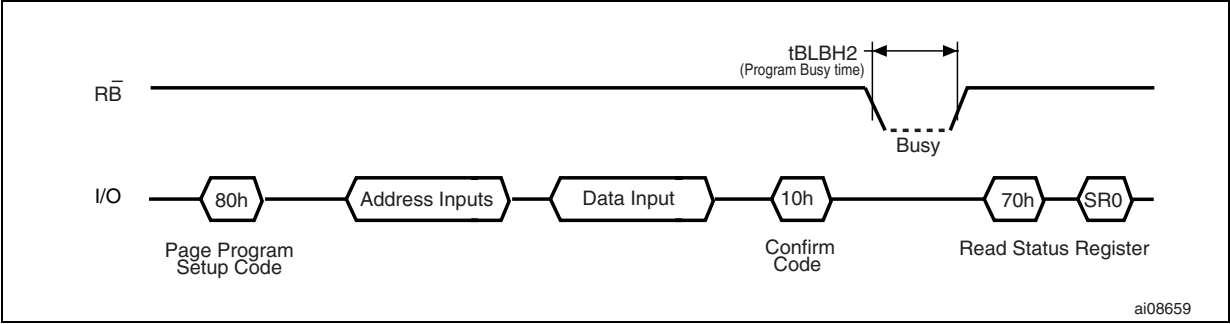 tBLBH2
(Program Busy time)
RB̅
Busy
I/O
80h
Address Inputs
Data Input
10h
70h
SR0
Page Program
Setup Code
Confirm
Code
Read Status Register
ai08659